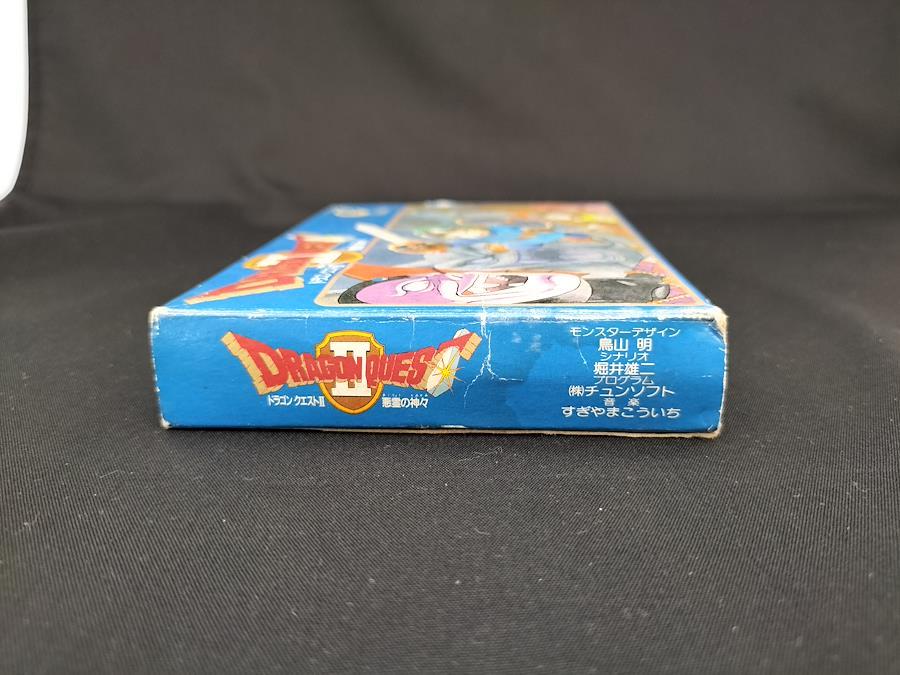 DRAGON QUEST
II
ドラゴンクエストII 悪霊の神々
モンスターデザイン
鳥山 明
シナリオ
堀井雄二
プログラム
(株)チュンソフト
音楽
すぎやまこういち